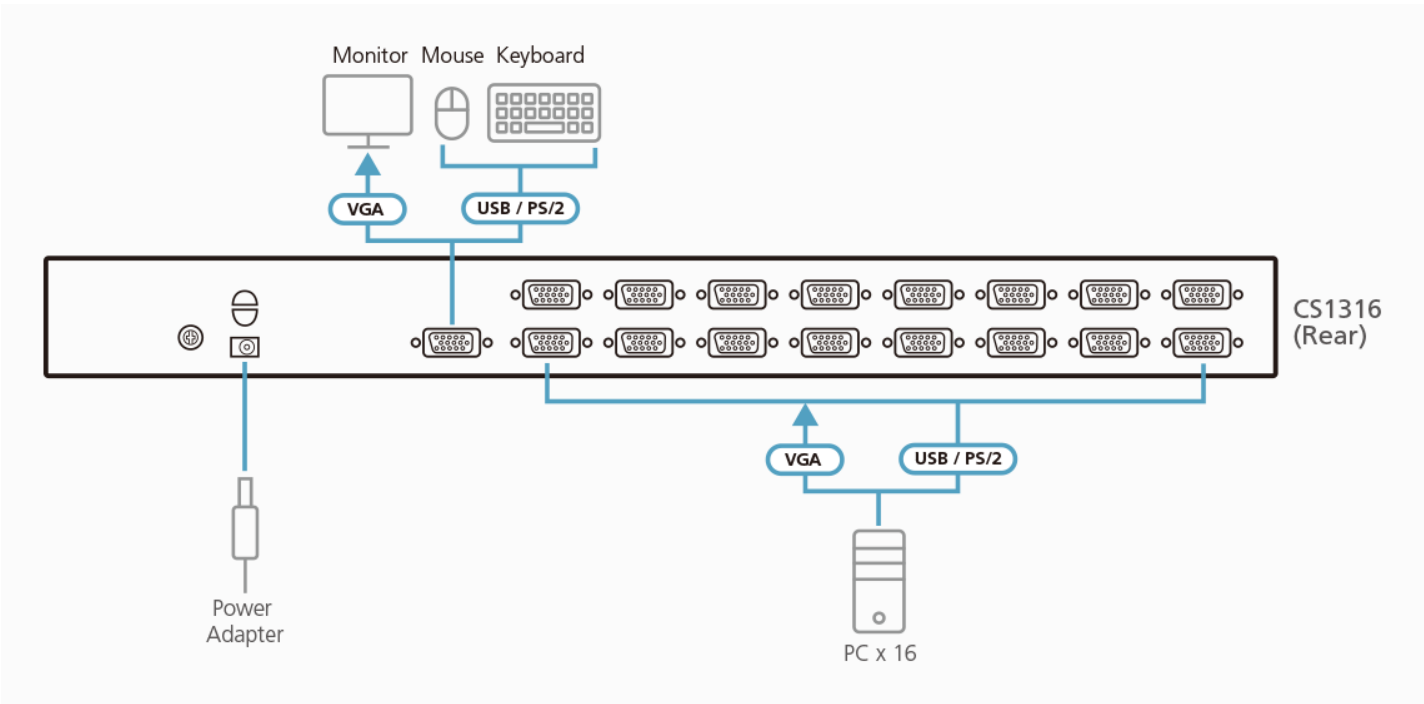 Monitor Mouse Keyboard
VGA
USB / PS/2
CS1316
(Rear)
VGA
USB / PS/2
Power
Adapter
PC x 16